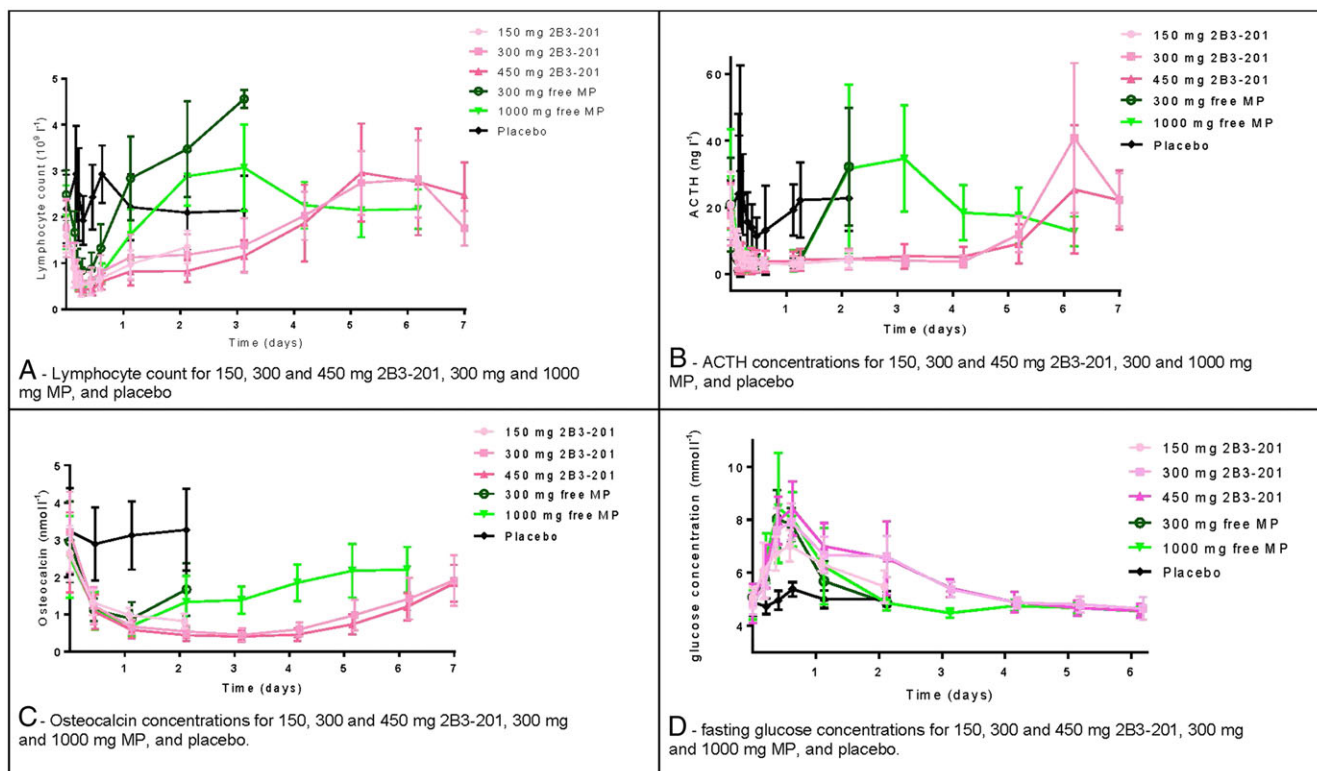 150 mg 2B3-201
300 mg 2B3-201
450 mg 2B3-201
300 mg free MP
1000 mg free MP
Placebo
Lymphocyte count (10⁹ l⁻¹)
5
4
3
2
1
0
1 2 3 4 5 6 7
Time (days)
A - Lymphocyte count for 150, 300 and 450 mg 2B3-201, 300 mg and 1000
mg MP, and placebo
150 mg 2B3-201
300 mg 2B3-201
450 mg 2B3-201
300 mg free MP
1000 mg free MP
Placebo
ACTH (ng l⁻¹)
60
40
20
0
1 2 3 4 5 6 7
Time (days)
B - ACTH concentrations for 150, 300 and 450 mg 2B3-201, 300 and 1000 mg
MP, and placebo
150 mg 2B3-201
300 mg 2B3-201
450 mg 2B3-201
300 mg free MP
1000 mg free MP
Placebo
Osteocalcin (nmoll⁻¹)
5
4
3
2
1
0
1 2 3 4 5 6 7
Time (days)
C - Osteocalcin concentrations for 150, 300 and 450 mg 2B3-201, 300 mg
and 1000 mg MP, and placebo.
150 mg 2B3-201
300 mg 2B3-201
450 mg 2B3-201
300 mg free MP
1000 mg free MP
Placebo
glucose concentration (mmoll⁻¹)
10
8
6
4
0 1 2 3 4 5 6
Time (days)
D - fasting glucose concentrations for 150, 300 and 450 mg 2B3-201, 300 mg
and 1000 mg MP, and placebo.